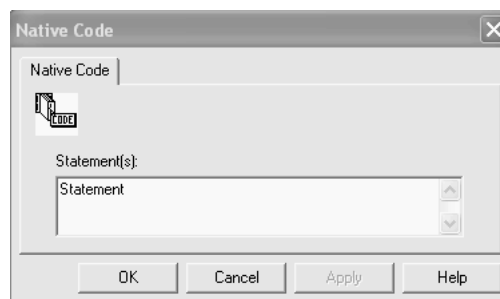 Native Code
Native Code
CODE
Statement(s):
Statement
OK Cancel Apply Help